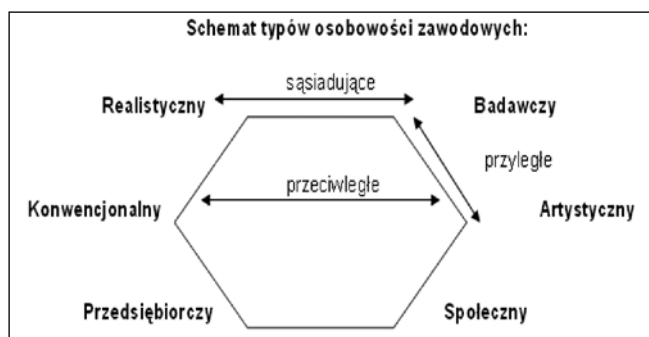 Schemat typów osobowości zawodowych:
sąsiadujące
Realistyczny
Badawczy
przyległe
przeciwległe
Konwencjonalny
Artystyczny
Przedsiębiorczy
Społeczny